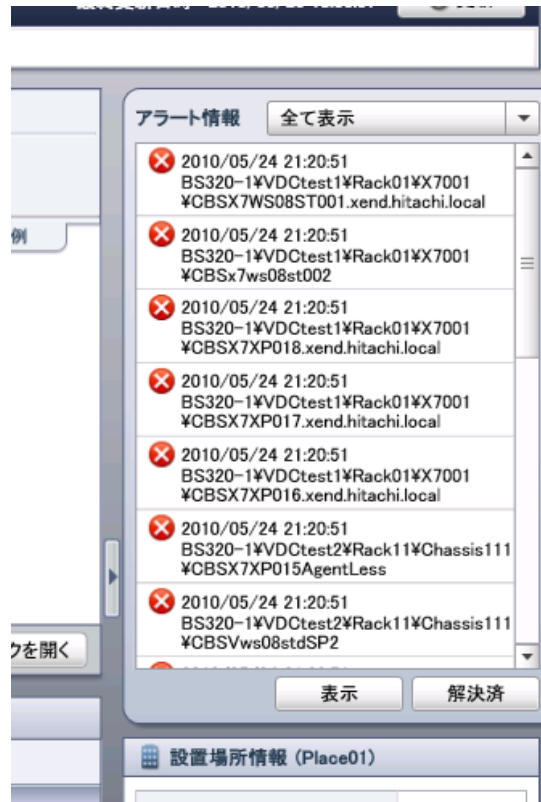 アラート情報 全て表示
2010/05/24 21:20:51
BS320-1¥VDCtest1¥Rack01¥X7001
¥CBSX7WS08ST001.xend.hitachi.local
2010/05/24 21:20:51
BS320-1¥VDCtest1¥Rack01¥X7001
¥CBSx7ws08st002
2010/05/24 21:20:51
BS320-1¥VDCtest1¥Rack01¥X7001
¥CBSX7XP018.xend.hitachi.local
2010/05/24 21:20:51
BS320-1¥VDCtest1¥Rack01¥X7001
¥CBSX7XP017.xend.hitachi.local
2010/05/24 21:20:51
BS320-1¥VDCtest1¥Rack01¥X7001
¥CBSX7XP016.xend.hitachi.local
2010/05/24 21:20:51
BS320-1¥VDCtest2¥Rack11¥Chassis111
¥CBSX7XP015AgentLess
2010/05/24 21:20:51
BS320-1¥VDCtest2¥Rack11¥Chassis111
¥CBSVws08stdSP2
例
を開く
表示 解決済
設置場所情報 (Place01)